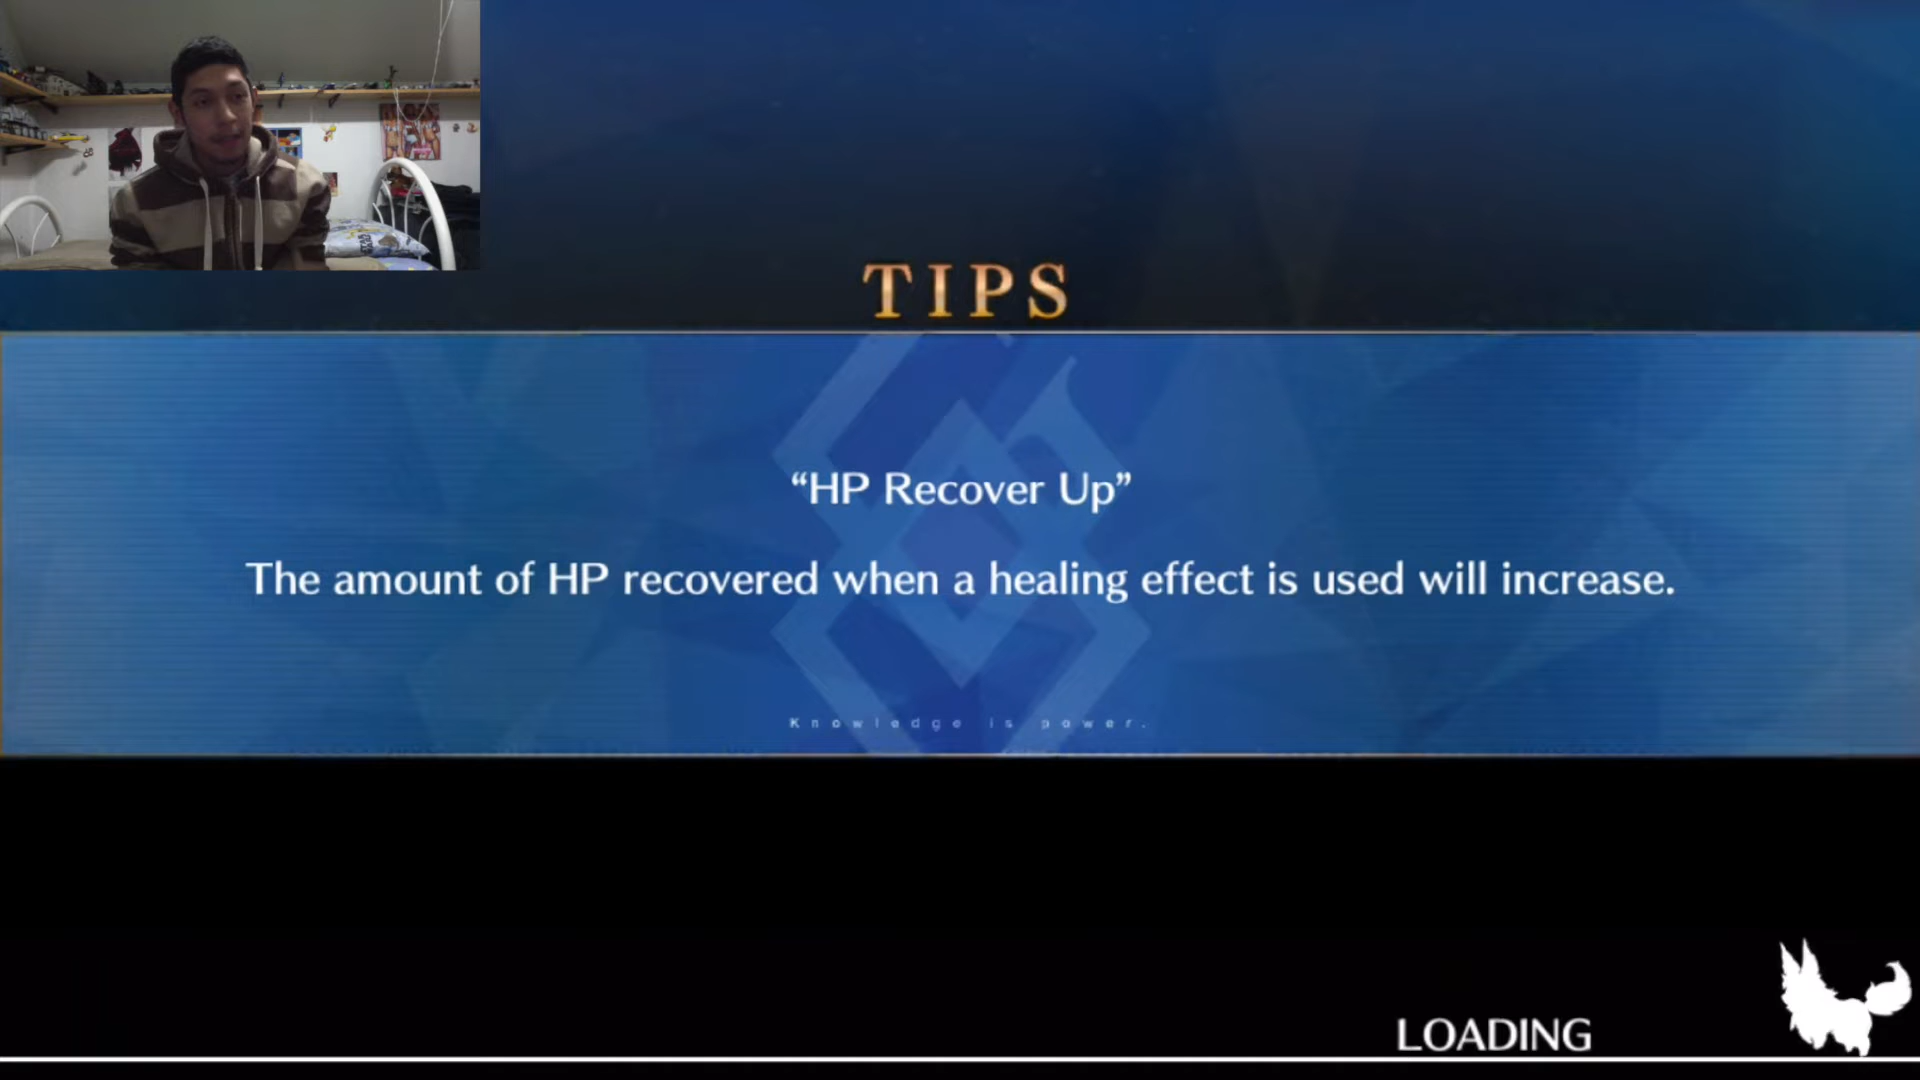 TIPS
“HP Recover Up”
The amount of HP recovered when a healing effect is used will increase.
Knowledge is power.
LOADING